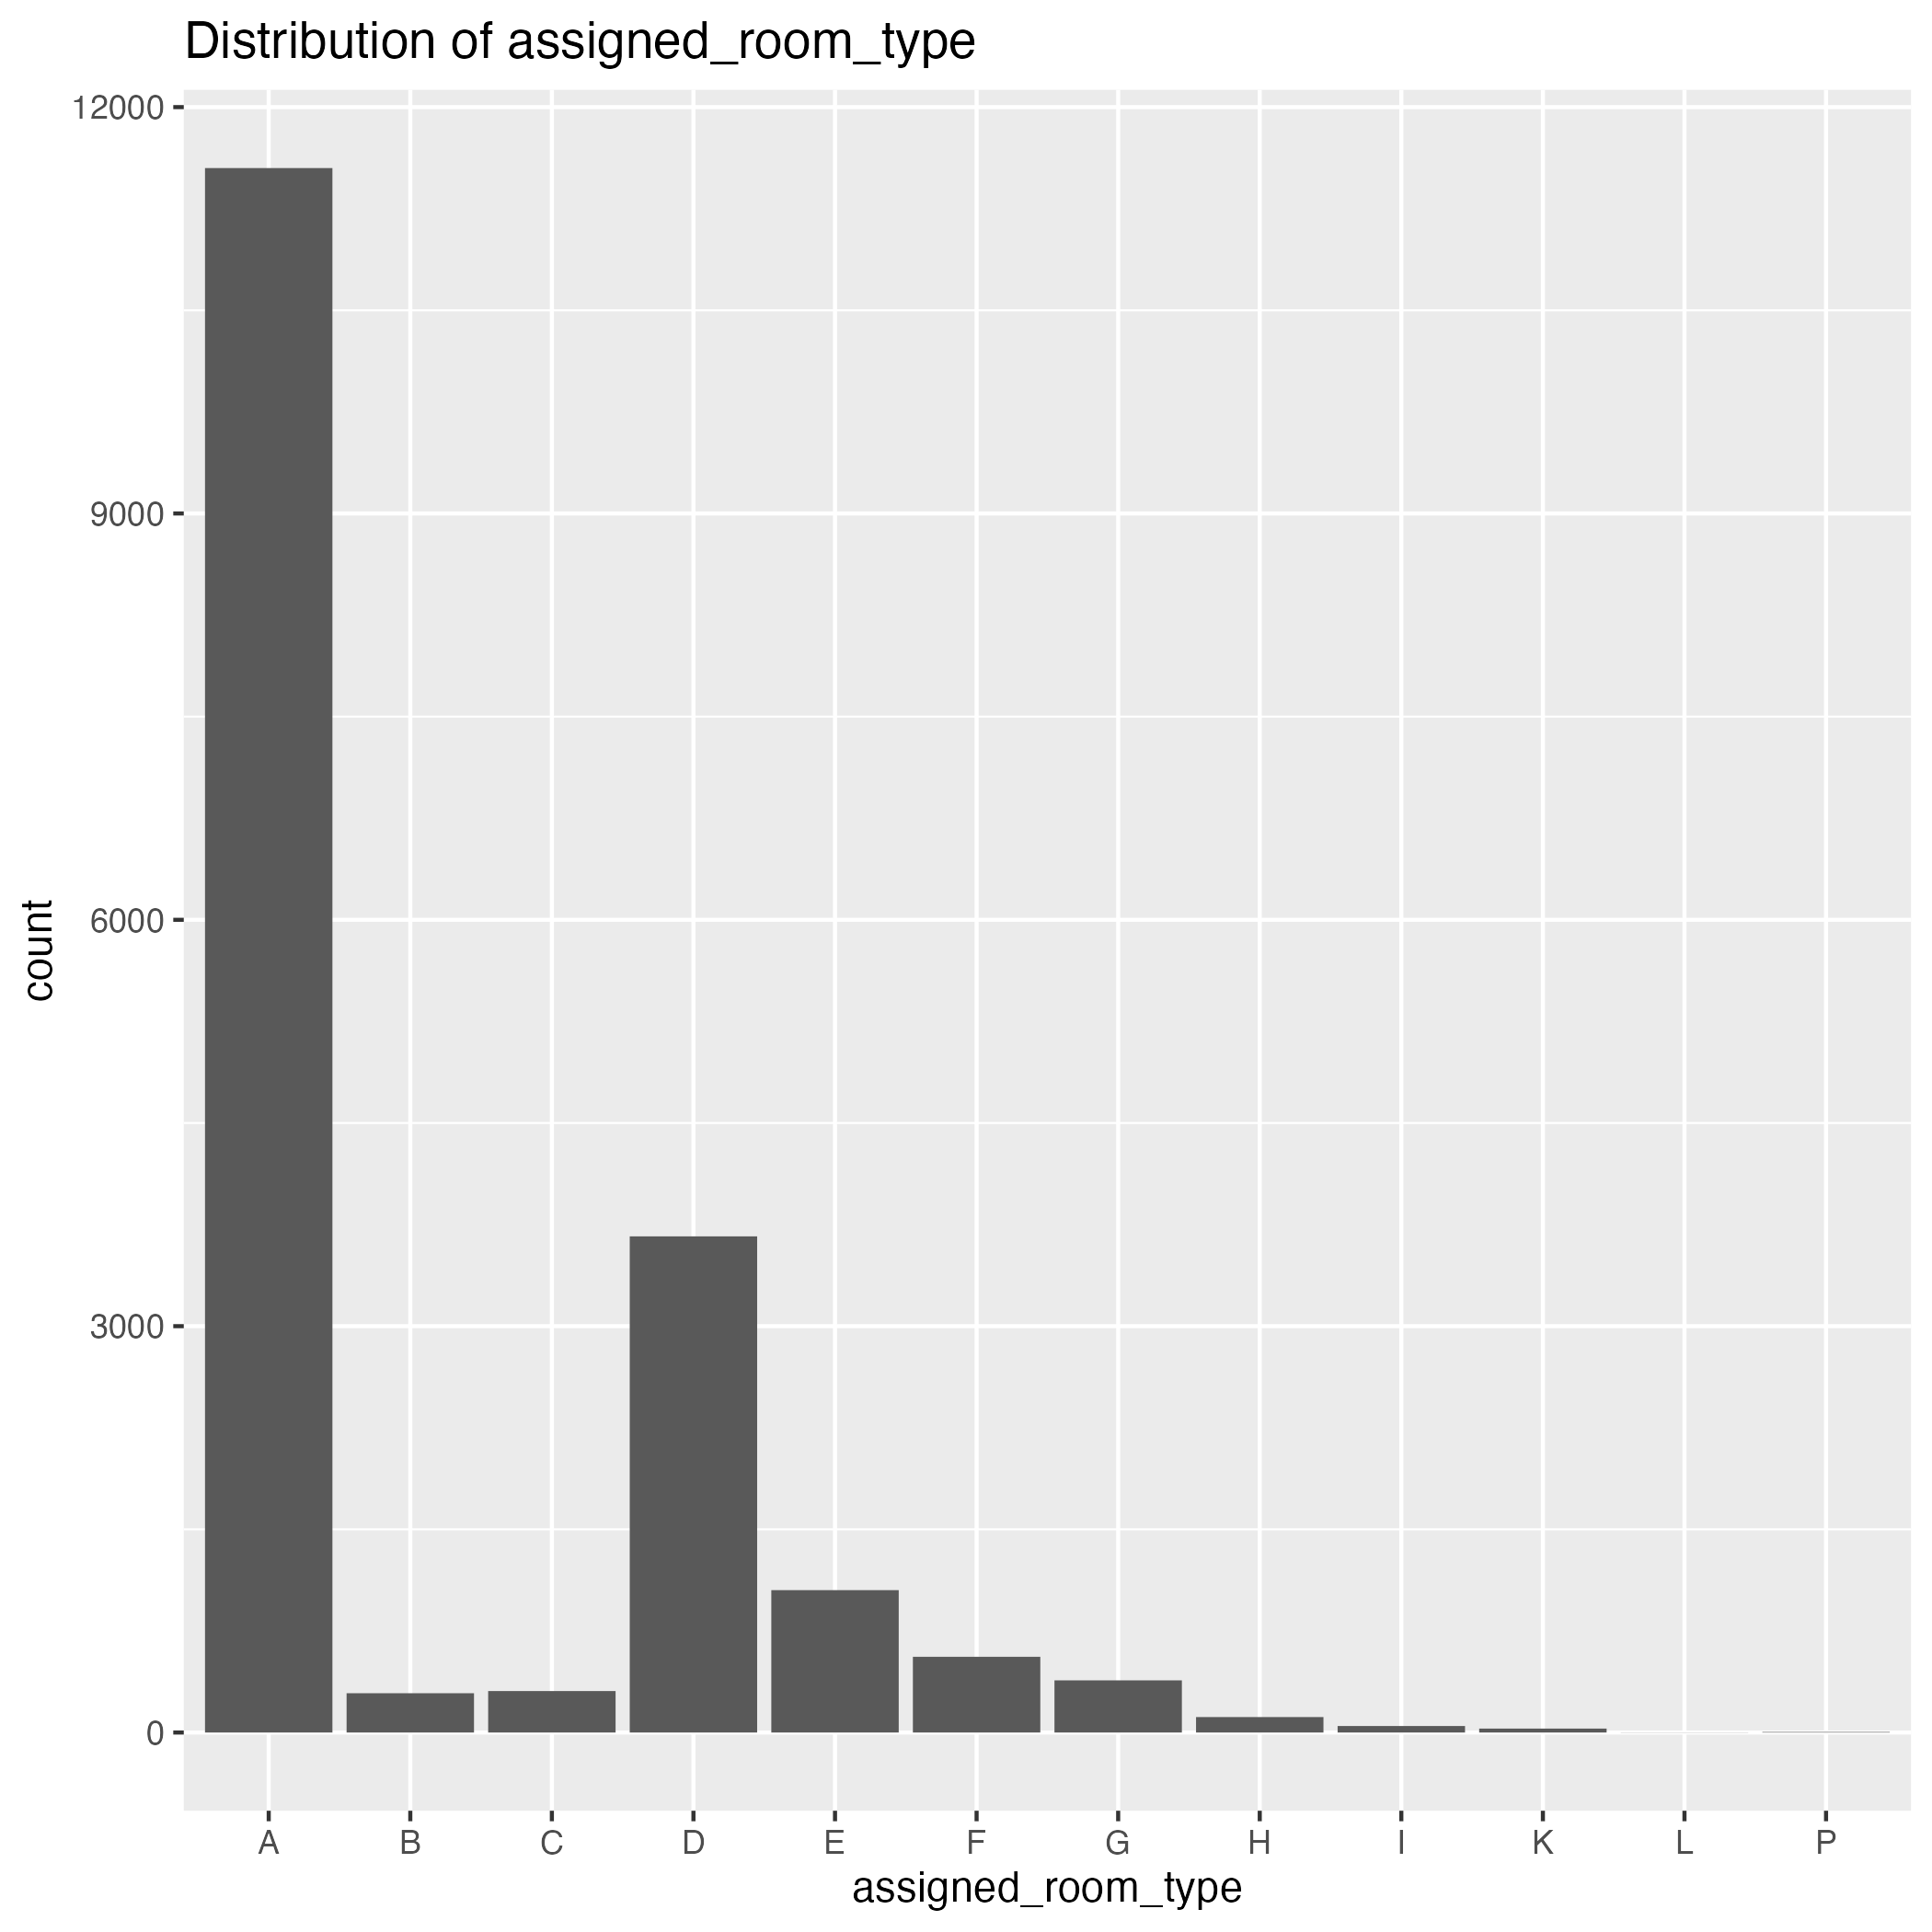 Distribution of assigned_room_type
12000
9000
6000
3000
0
count
A B C D E F G H I K L P
assigned_room_type